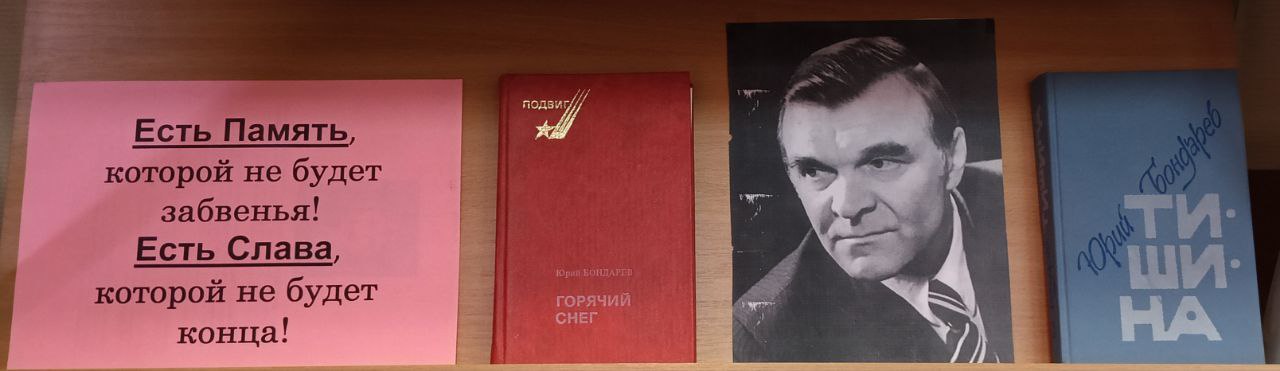 Есть Память,
которой не будет
забвенья!
Есть Слава,
которой не будет
конца!
ПОДВИГ
Юрий БОНДАРЕВ
ГОРЯЧИЙ
СНЕГ
Юрий Бондарев
ТИ-
ШИ-
НА